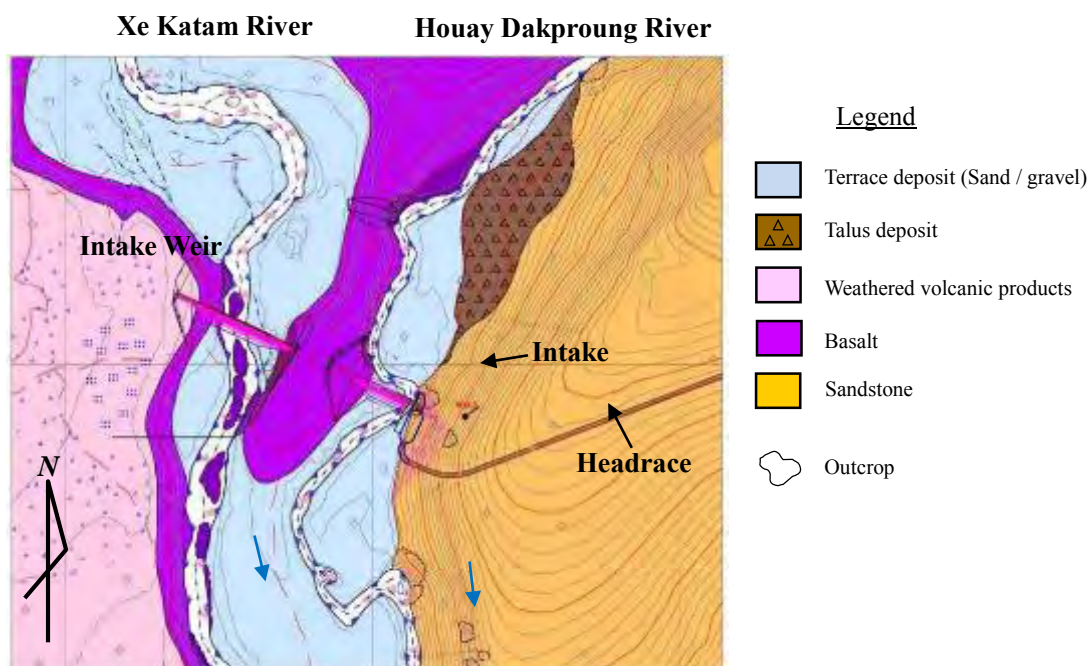 Xe Katam River
Houay Dakproung River
Legend
Terrace deposit (Sand / gravel)
Talus deposit
Intake Weir
Weathered volcanic products
Basalt
Intake
Sandstone
Headrace
N
Outcrop